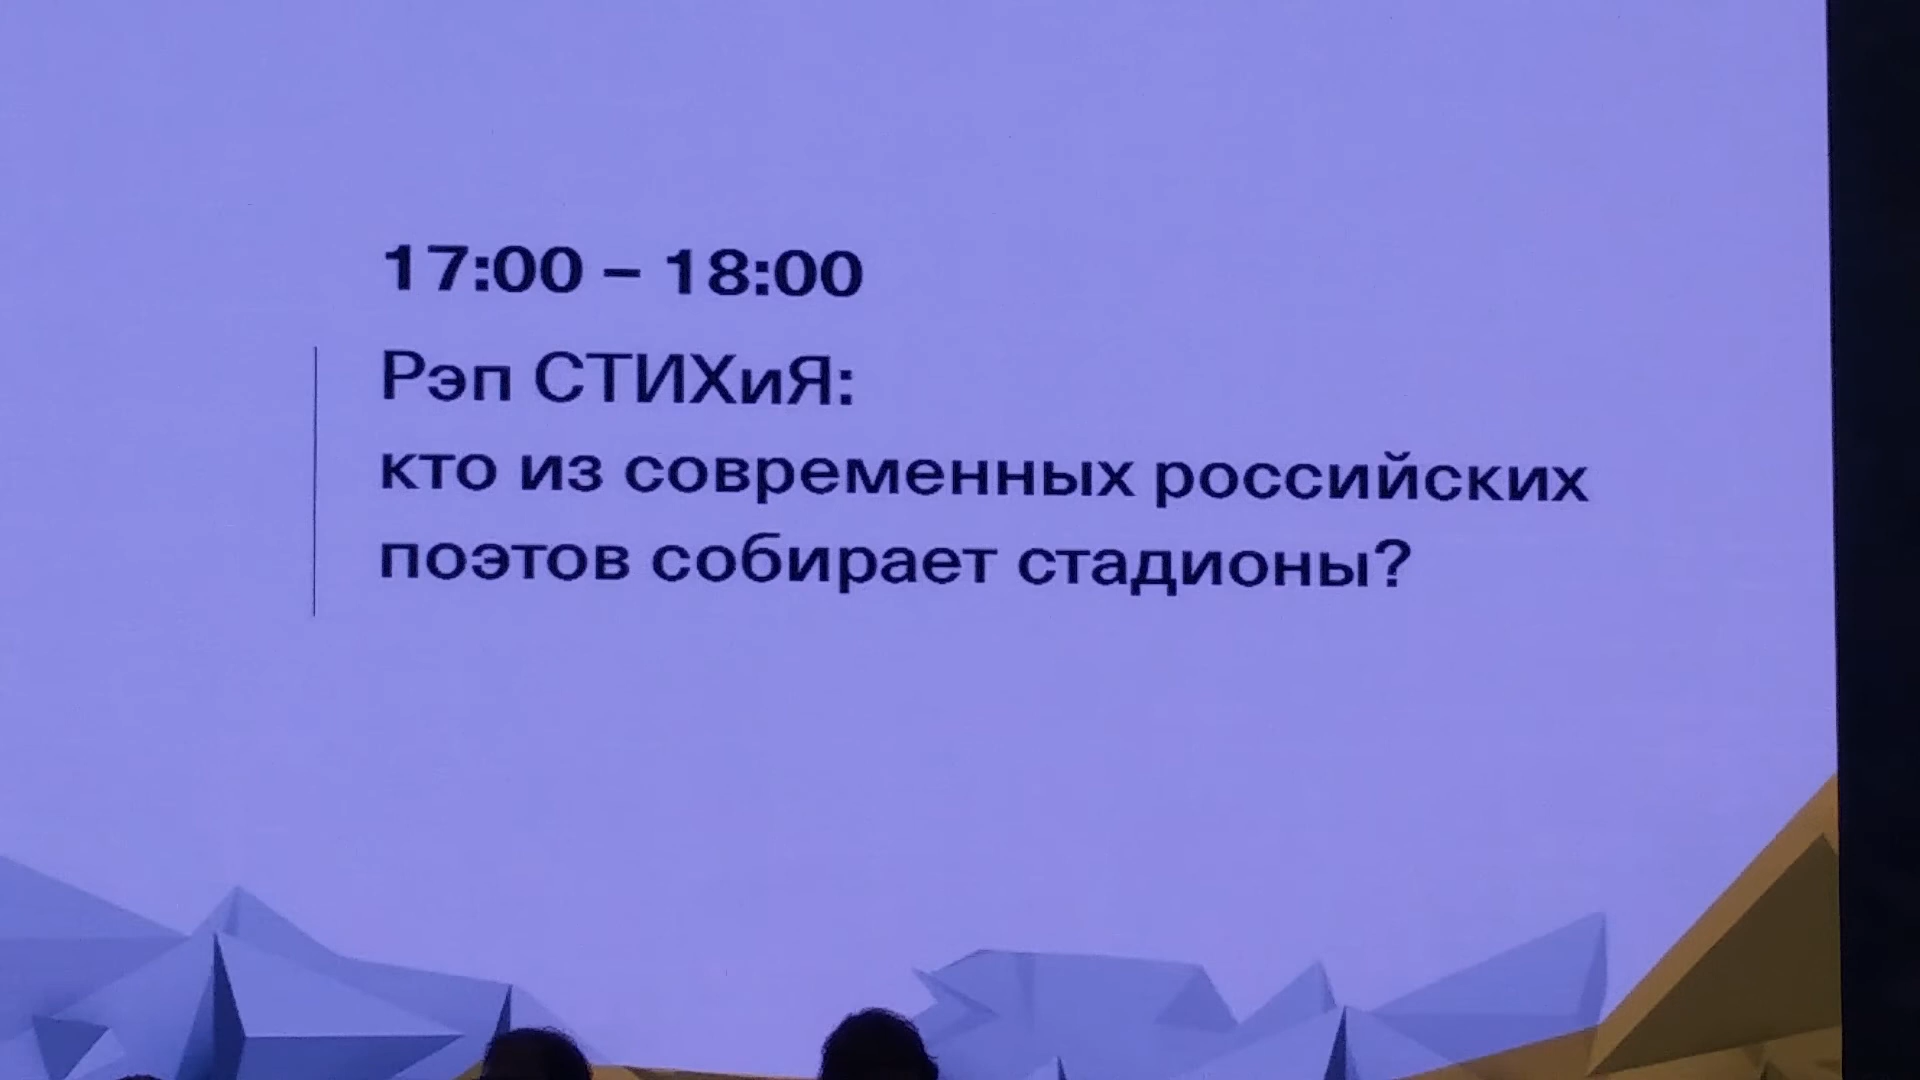 17:00 – 18:00
Рэп СТИХиЯ:
кто из современных российских
поэтов собирает стадионы?